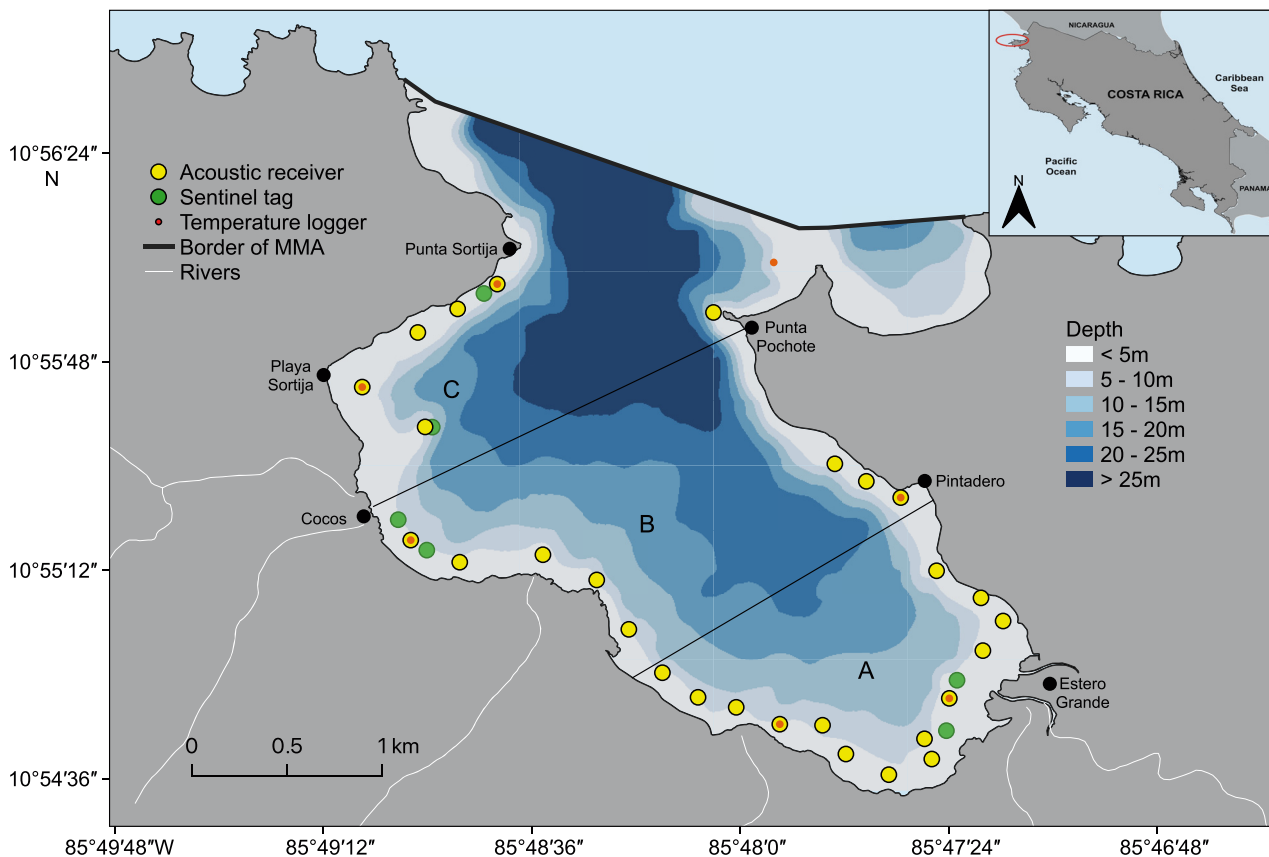 NICARAGUA
COSTA RICA
Caribbean
Sea
Pacific
Ocean
PANAMA
N
10°56′24″
N
10°55′48″
10°55′12″
10°54′36″
Acoustic receiver
Sentinel tag
Temperature logger
Border of MMA
Rivers
Punta Sortija
Punta
Pochote
Playa
Sortija
C
Pintadero
B
Cocos
A
Estero
Grande
Depth
< 5m
5 - 10m
10 - 15m
15 - 20m
20 - 25m
> 25m
0 0.5 1 km
85°49′48″W 85°49′12″ 85°48′36″ 85°48′0″ 85°47′24″ 85°46′48″